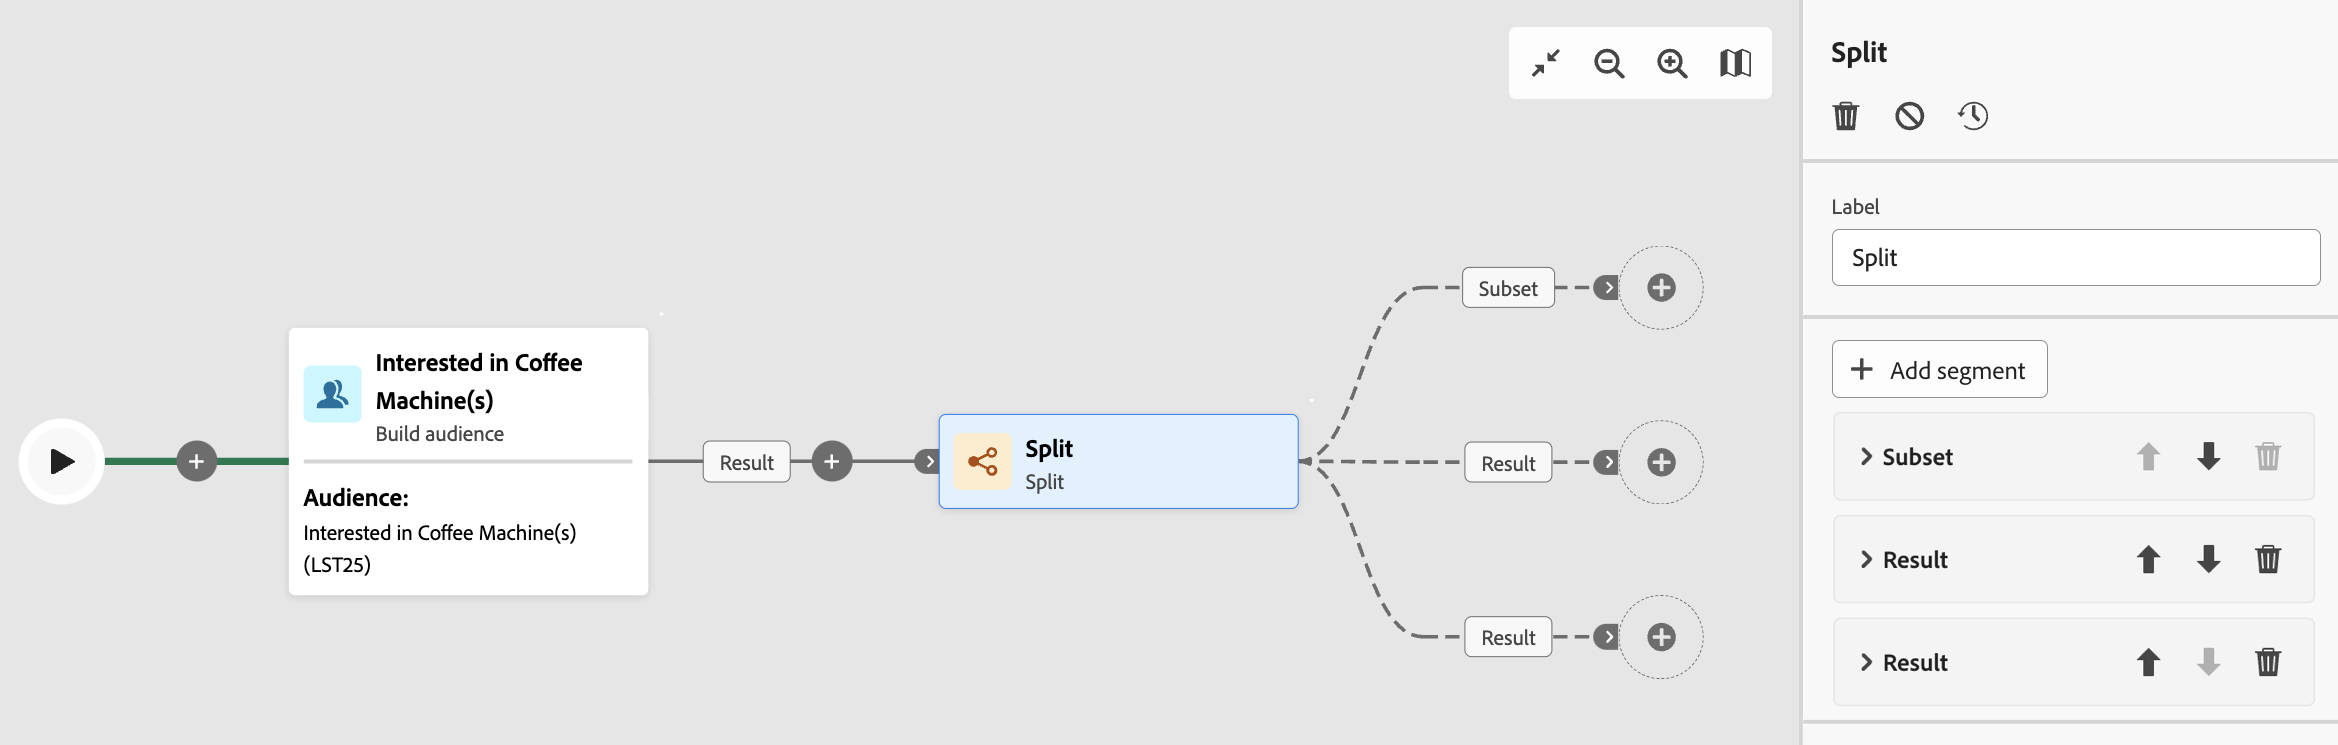 Split
Label
Split
Add segment
Subset
Result
Result
Interested in Coffee
Machine(s)
Build audience
Audience:
Interested in Coffee Machine(s)
(LST25)
Result
Split
Split
Subset
Result
Result